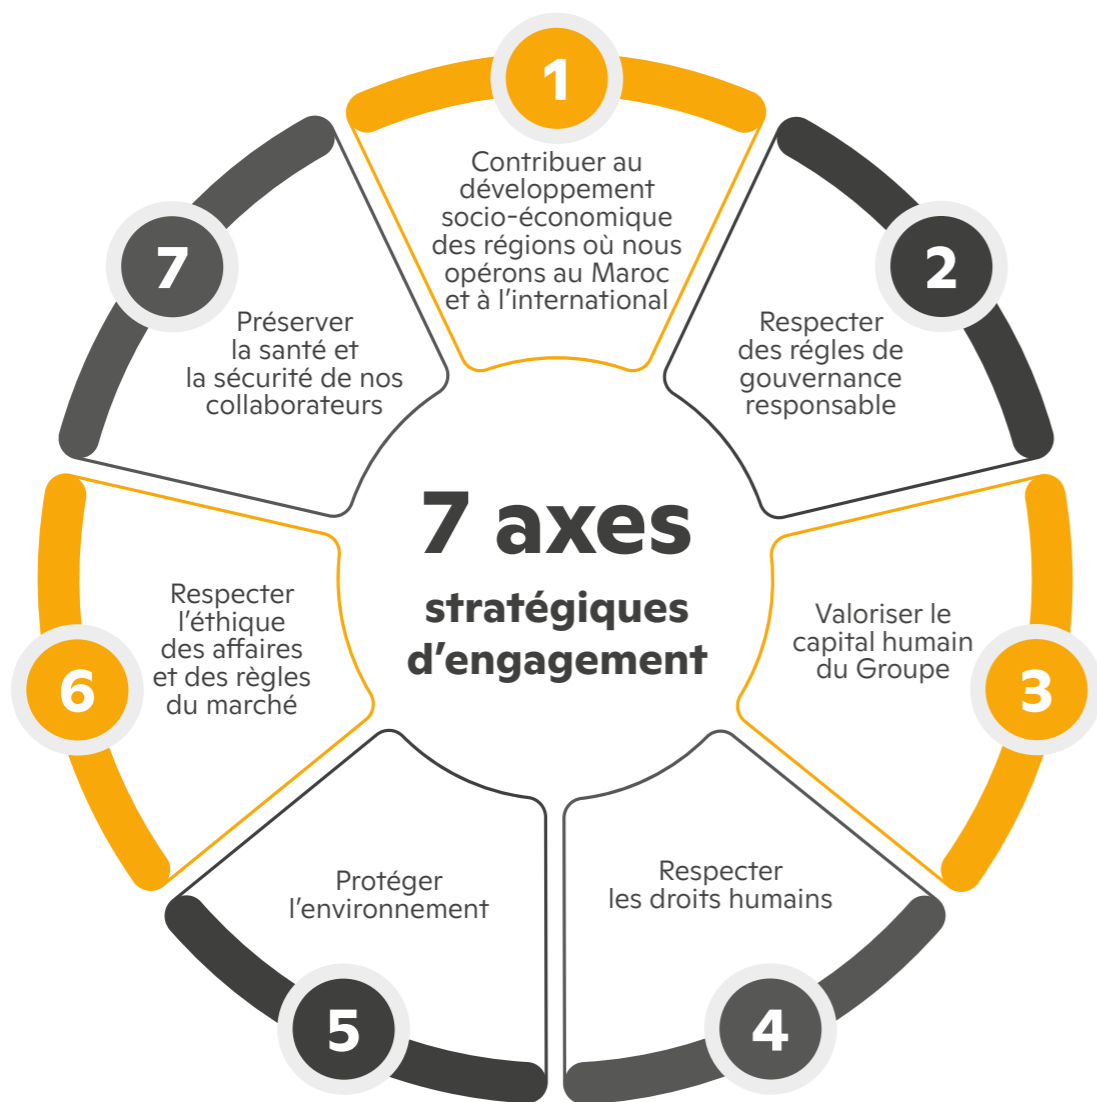 1
Contribuer au
développement
socio-économique
des régions où nous
opérons au Maroc
et à l’international
2
Respecter
des régles de
gouvernance
responsable
3
Valoriser le
capital humain
du Groupe
4
Respecter
les droits humains
5
Protéger
l’environnement
6
Respecter
l’éthique
des affaires
et des règles
du marché
7
Préserver
la santé et
la sécurité de nos
collaborateurs
7 axes
stratégiques
d’engagement